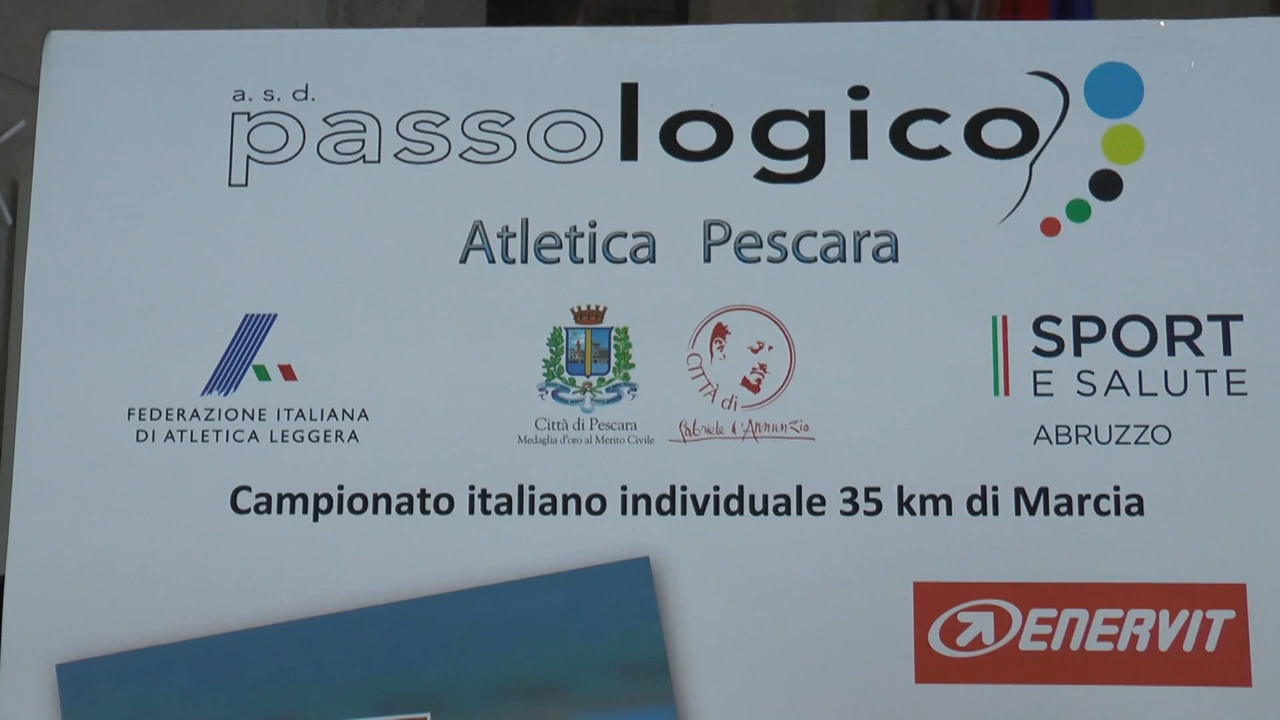 a. s. d.
passologico
Atletica Pescara
FEDERAZIONE ITALIANA
DI ATLETICA LEGGERA
Città di Pescara
Medaglia d'oro al Merito Civile
CITTÀ di
Gabriele d'Annunzio
SPORT
E SALUTE
ABRUZZO
Campionato italiano individuale 35 km di Marcia
ENERVIT